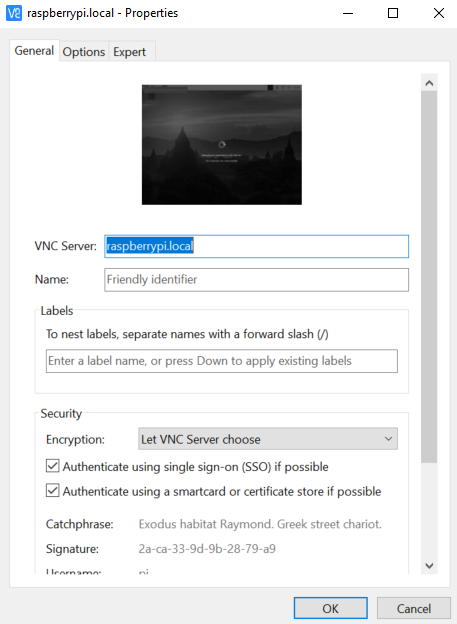 raspberrypi.local - Properties
General Options Expert
VNC Server: raspberrypi.local
Name: Friendly identifier
Labels
To nest labels, separate names with a forward slash (/)
Enter a label name, or press Down to apply existing labels
Security
Encryption: Let VNC Server choose
Authenticate using single sign-on (SSO) if possible
Authenticate using a smartcard or certificate store if possible
Catchphrase: Exodus habitat Raymond. Greek street chariot.
Signature: 2a-ca-33-9d-9b-28-79-a9
Username: pi
OK Cancel